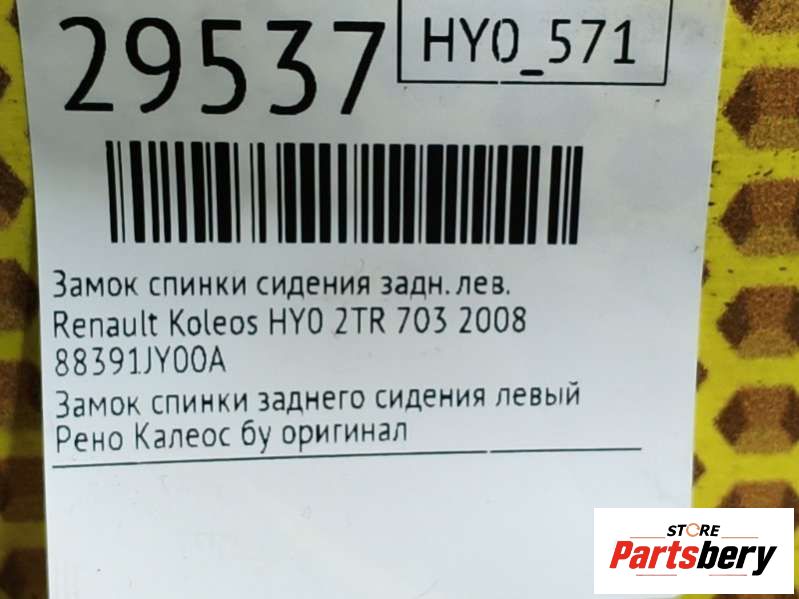 29537
HY0_571
Замок спинки сидения задн. лев.
Renault Koleos HY0 2TR 703 2008
88391JY00A
Замок спинки заднего сидения левый
Рено Калеос бу оригинал
STORE
Partsbery